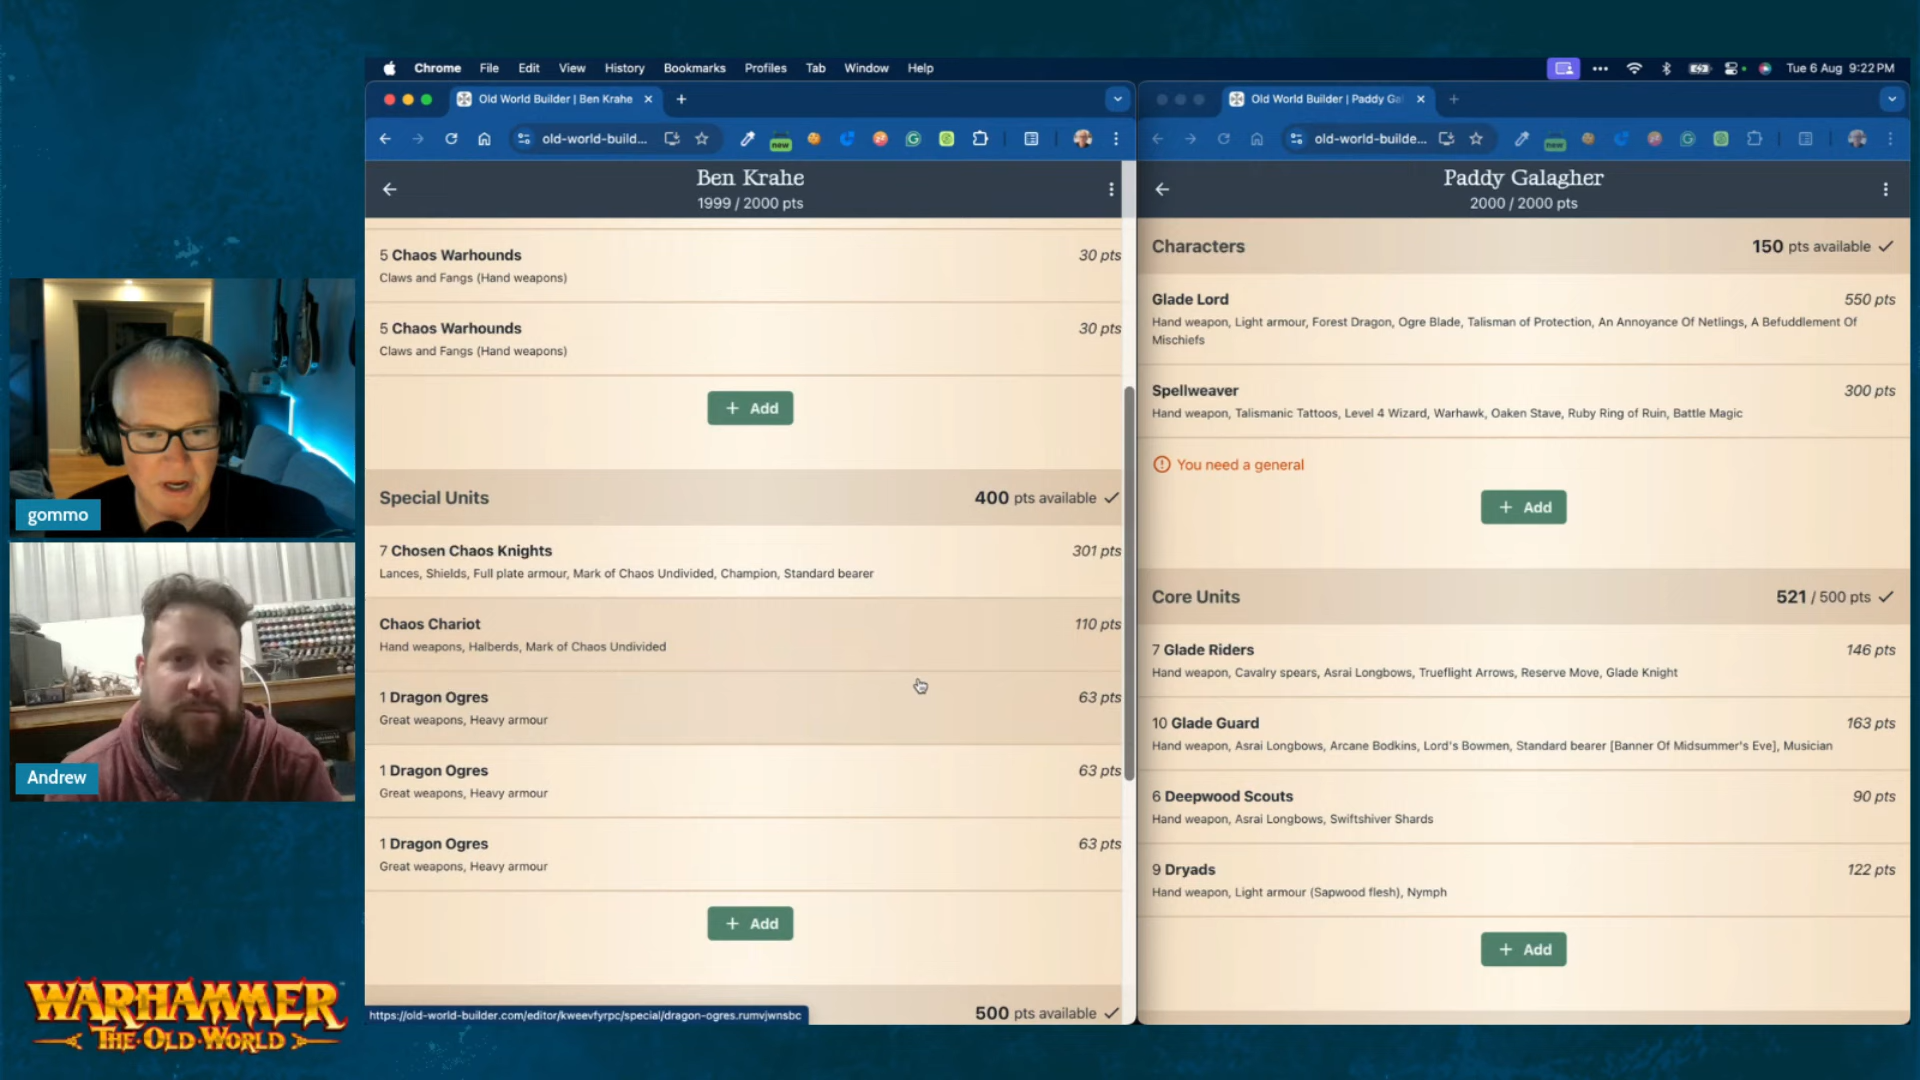 Chrome File Edit View History Bookmarks Profiles Tab Window Help
Tue 6 Aug 9:22 PM
Old World Builder | Ben Krahe
old-world-build...
new
Ben Krahe
1999 / 2000 pts
5 Chaos Warhounds 30 pts
Claws and Fangs (Hand weapons)
5 Chaos Warhounds 30 pts
Claws and Fangs (Hand weapons)
+ Add
Special Units 400 pts available
7 Chosen Chaos Knights 301 pts
Lances, Shields, Full plate armour, Mark of Chaos Undivided, Champion, Standard bearer
Chaos Chariot 110 pts
Hand weapons, Halberds, Mark of Chaos Undivided
1 Dragon Ogres 63 pts
Great weapons, Heavy armour
1 Dragon Ogres 63 pts
Great weapons, Heavy armour
1 Dragon Ogres 63 pts
Great weapons, Heavy armour
+ Add
500 pts available
https://old-world-builder.com/editor/kweevfyrpc/special/dragon-ogres.rumvjwnsbc
Old World Builder | Paddy Ga
old-world-builde...
new
Paddy Galagher
2000 / 2000 pts
Characters 150 pts available
Glade Lord 550 pts
Hand weapon, Light armour, Forest Dragon, Ogre Blade, Talisman of Protection, An Annoyance Of Netlings, A Befuddlement Of
Mischiefs
Spellweaver 300 pts
Hand weapon, Talismanic Tattoos, Level 4 Wizard, Warhawk, Oaken Stave, Ruby Ring of Ruin, Battle Magic
You need a general
+ Add
Core Units 521 / 500 pts
7 Glade Riders 146 pts
Hand weapon, Cavalry spears, Asrai Longbows, Trueflight Arrows, Reserve Move, Glade Knight
10 Glade Guard 163 pts
Hand weapon, Asrai Longbows, Arcane Bodkins, Lord's Bowmen, Standard bearer [Banner Of Midsummer's Eve], Musician
6 Deepwood Scouts 90 pts
Hand weapon, Asrai Longbows, Swiftshiver Shards
9 Dryads 122 pts
Hand weapon, Light armour (Sapwood flesh), Nymph
+ Add
gommo
Andrew
WARHAMMER
THE·OLD·WORLD